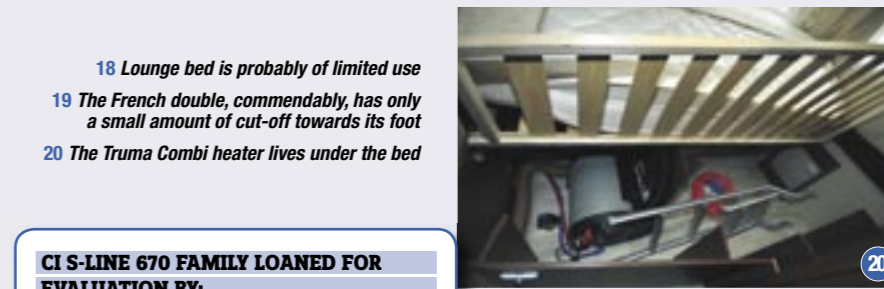 18 Lounge bed is probably of limited use
19 The French double, commendably, has only
a small amount of cut-off towards its foot
20 The Truma Combi heater lives under the bed
CI S-LINE 670 FAMILY LOANED FOR
EVALUATION BY:
20